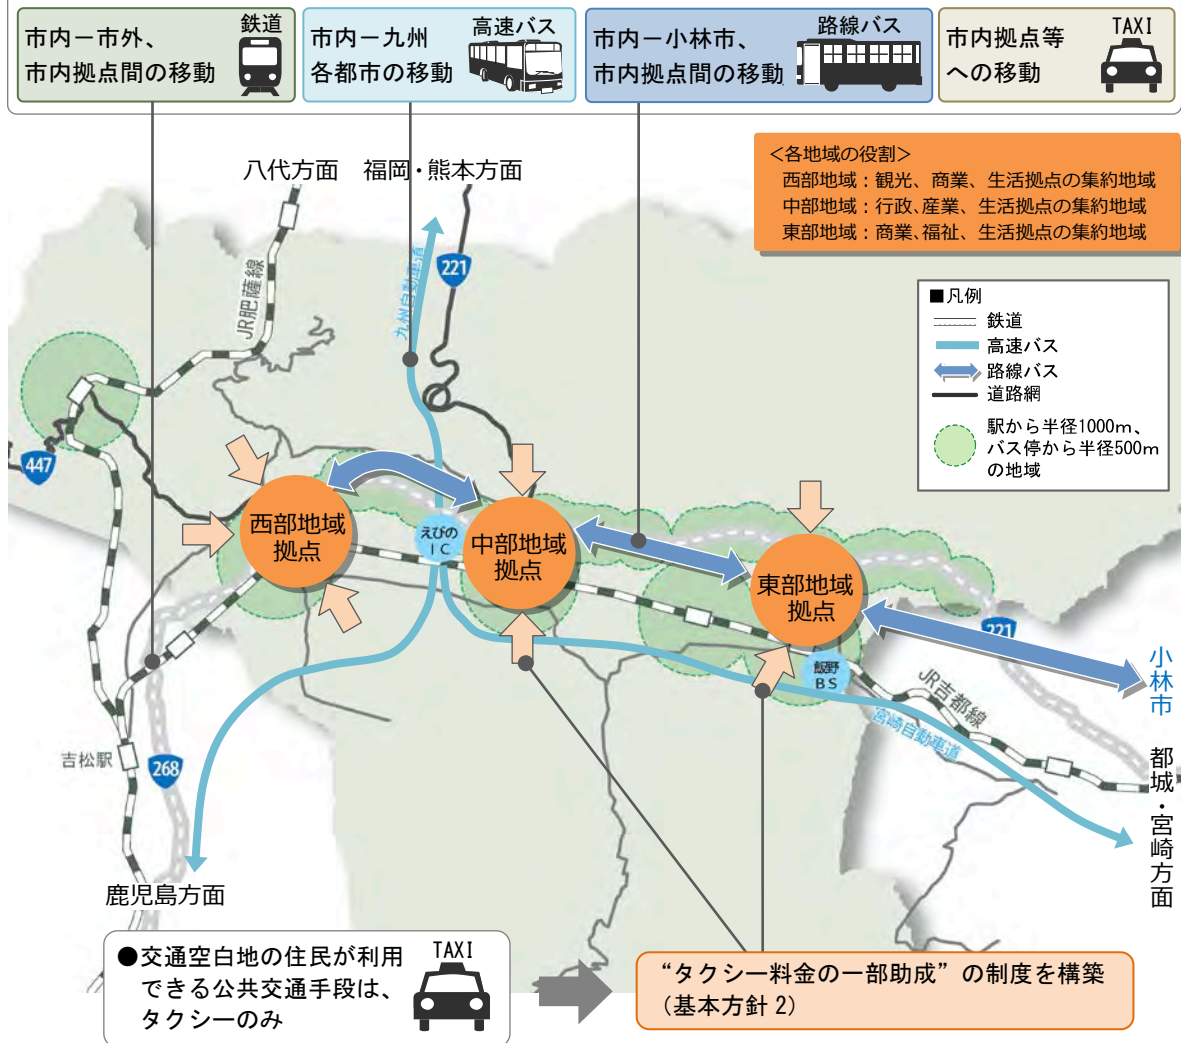 市内－市外、
市内拠点間の移動
鉄道
市内－九州
各都市の移動
高速バス
市内－小林市、
市内拠点間の移動
路線バス
市内拠点等
への移動
TAXI
＜各地域の役割＞
西部地域：観光、商業、生活拠点の集約地域
中部地域：行政、産業、生活拠点の集約地域
東部地域：商業、福祉、生活拠点の集約地域
八代方面
福岡・熊本方面
JR肥薩線
九州自動車道
221
■凡例
鉄道
高速バス
路線バス
道路網
駅から半径1000m、
バス停から半径500m
の地域
447
西部地域
拠点
えびの
IC
中部地域
拠点
東部地域
拠点
飯野
BS
221
小林市
JR吉都線
宮崎自動車道
吉松駅
268
都城・宮崎方面
鹿児島方面
●交通空白地の住民が利用
できる公共交通手段は、
タクシーのみ
TAXI
“タクシー料金の一部助成”の制度を構築
（基本方針 2）